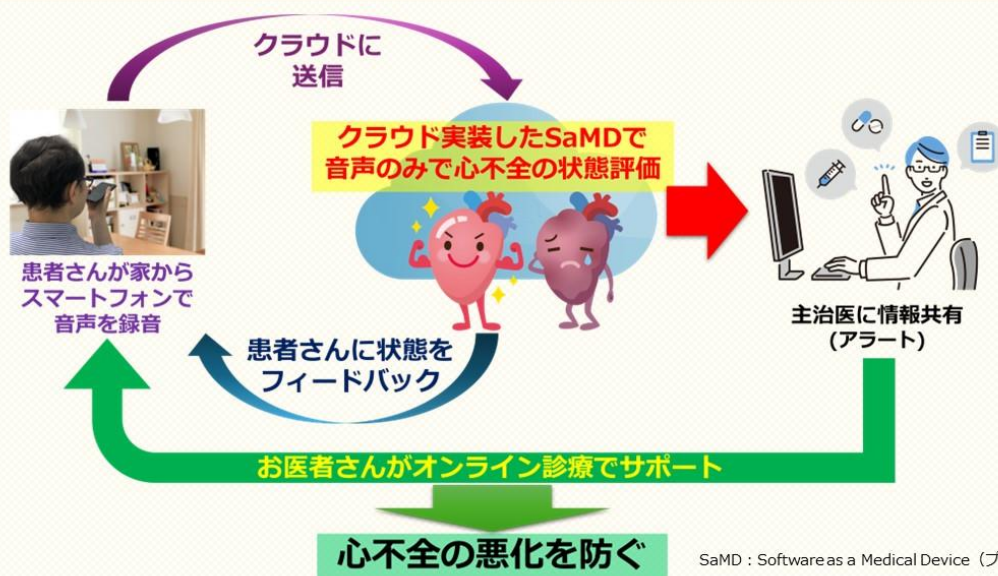 クラウドに
送信
クラウド実装したSaMDで
音声のみで心不全の状態評価
患者さんが家から
スマートフォンで
音声を録音
主治医に情報共有
(アラート)
患者さんに状態を
フィードバック
お医者さんがオンライン診療でサポート
心不全の悪化を防ぐ
SaMD：Software as a Medical Device（プ